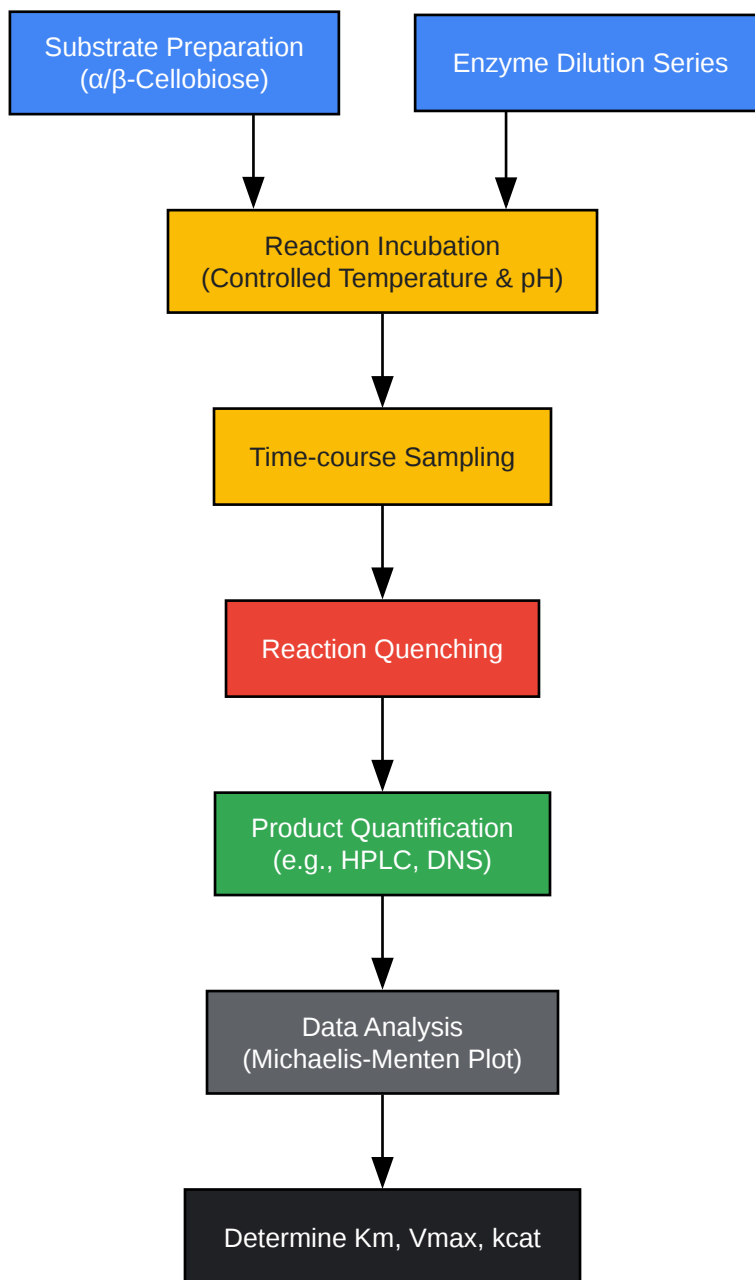 Substrate Preparation
(α/β-Cellobiose)
Enzyme Dilution Series
Reaction Incubation
(Controlled Temperature & pH)
Time-course Sampling
Reaction Quenching
Product Quantification
(e.g., HPLC, DNS)
Data Analysis
(Michaelis-Menten Plot)
Determine Km, Vmax, kcat